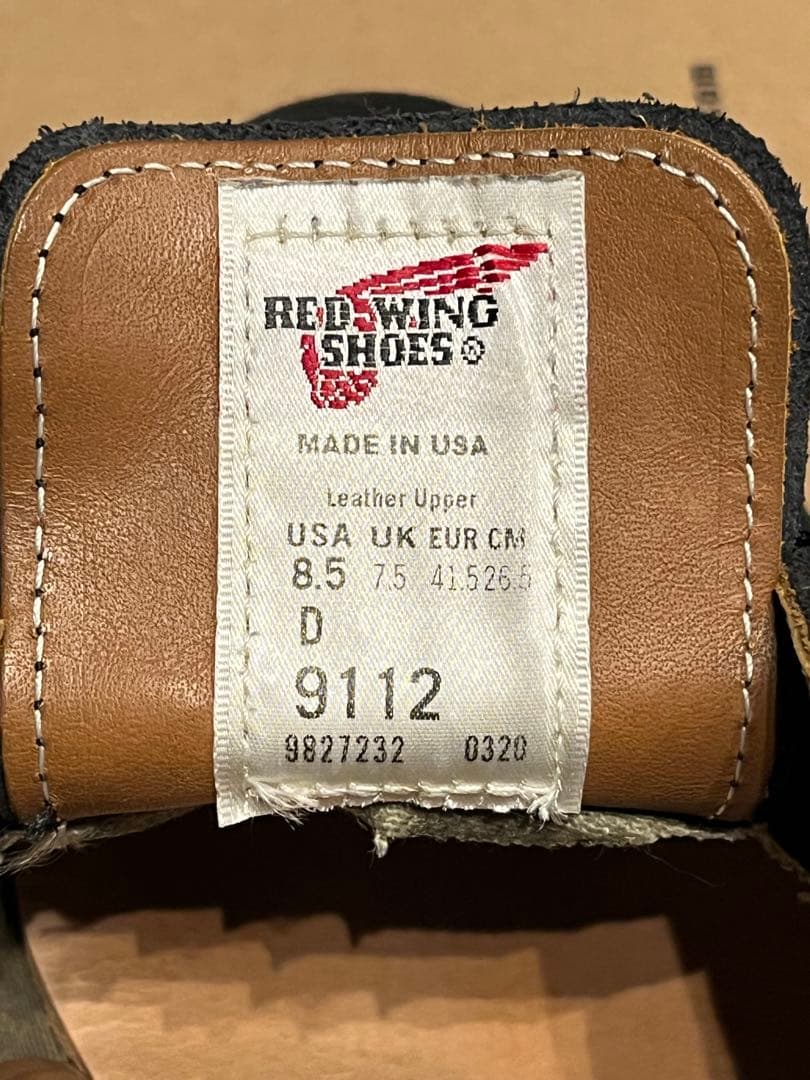 RED WING
SHOES ®
MADE IN USA
Leather Upper
USA UK EUR CM
8.5 7.5 41.5 26.5
D
9112
9827232 0320